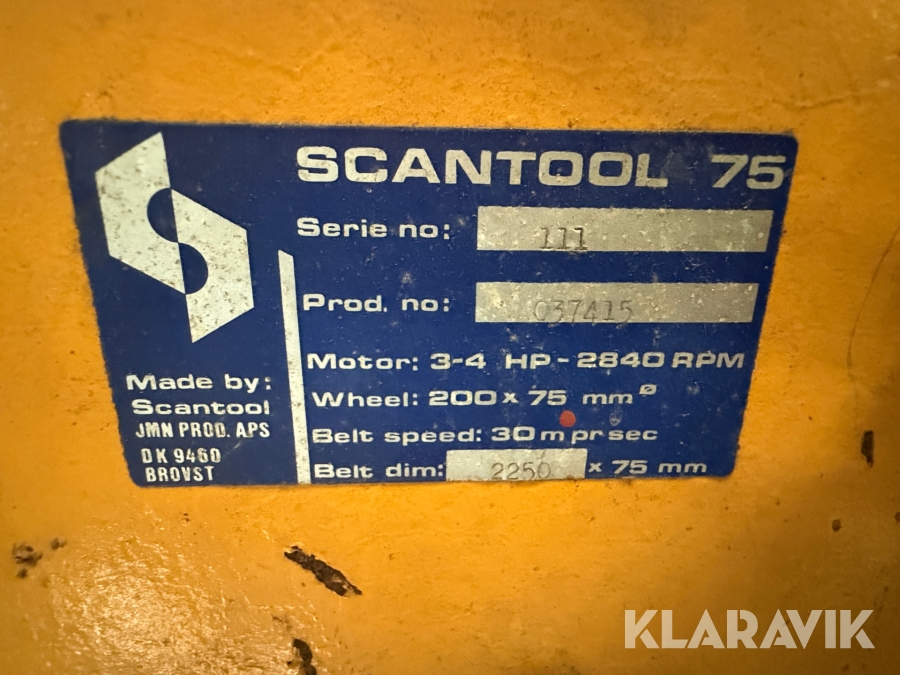 SCANTOOL 75
Serie no: 111
Prod. no: 037415
Motor: 3-4 HP - 2840 RPM
Wheel: 200 x 75 mm ø
Belt speed: 30 m pr sec
Belt dim: 2250 x 75 mm
Made by:
Scantool
JMN PROD. APS
DK 9460
BROVST
KLARAVIK